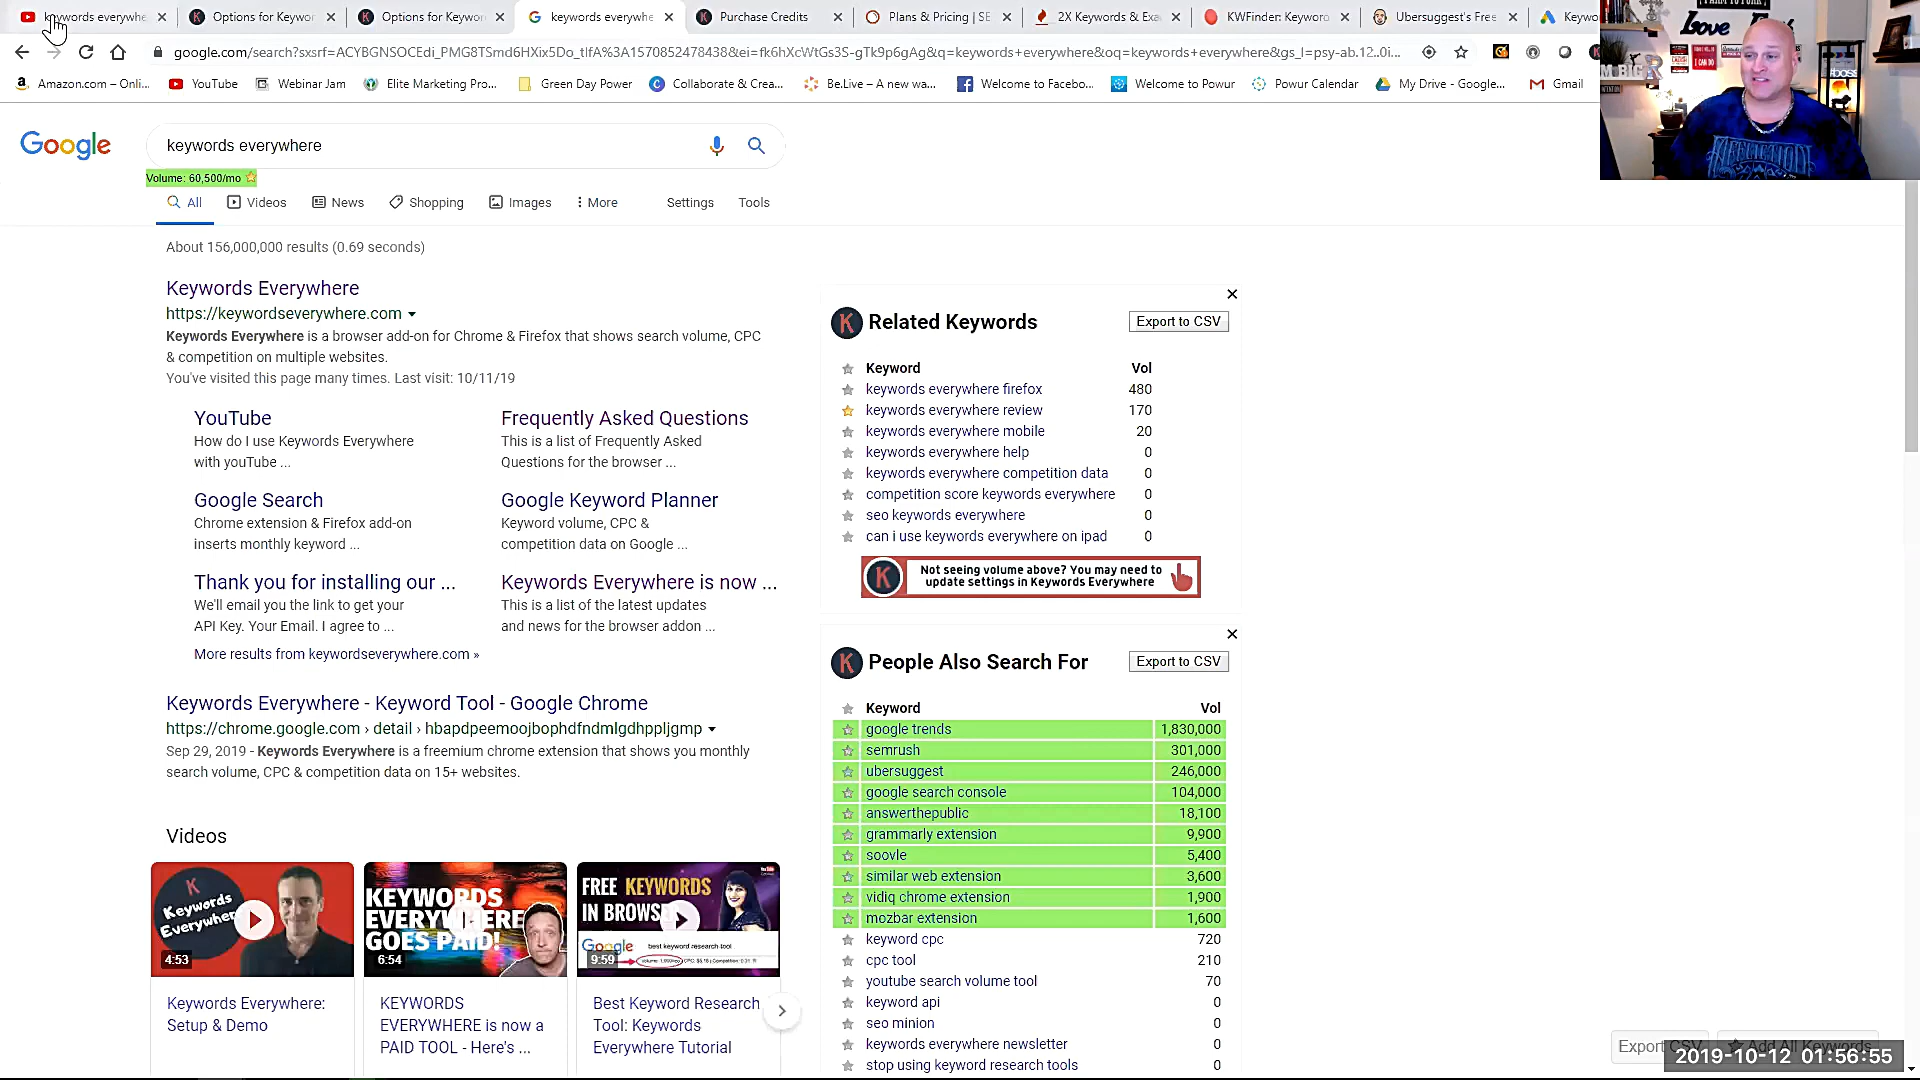 keywords everywhe
Options for Keywor
Options for Keywor
keywords everywhe
Purchase Credits
Plans & Pricing | SE
2X Keywords & Exa
KWFinder: Keyword
Ubersuggest's Free
Keywo
google.com/search?sxsrf=ACYBGNSOCEdi_PMG8TSmd6HXix5Do_tlfA%3A1570852478438&ei=fk6hXcWtGs3S-gTk9p6gAg&q=keywords+everywhere&oq=keywords+everywhere&gs_l=psy-ab.12..0i...
Amazon.com – Onli...
YouTube
Webinar Jam
Elite Marketing Pro...
Green Day Power
Collaborate & Crea...
Be.Live – A new wa...
Welcome to Facebo...
Welcome to Powur
Powur Calendar
My Drive - Google...
Gmail
Love
I CAN DO
#boss
AFFLICTION
Google
keywords everywhere
Volume: 60,500/mo
All
Videos
News
Shopping
Images
More
Settings
Tools
About 156,000,000 results (0.69 seconds)
Keywords Everywhere
https://keywordseverywhere.com
Keywords Everywhere is a browser add-on for Chrome & Firefox that shows search volume, CPC
& competition on multiple websites.
You've visited this page many times. Last visit: 10/11/19
YouTube
How do I use Keywords Everywhere
with youTube ...
Frequently Asked Questions
This is a list of Frequently Asked
Questions for the browser ...
Google Search
Chrome extension & Firefox add-on
inserts monthly keyword ...
Google Keyword Planner
Keyword volume, CPC &
competition data on Google ...
Thank you for installing our ...
We'll email you the link to get your
API Key. Your Email. I agree to ...
Keywords Everywhere is now ...
This is a list of the latest updates
and news for the browser addon ...
More results from keywordseverywhere.com »
Keywords Everywhere - Keyword Tool - Google Chrome
https://chrome.google.com › detail › hbapdpeemoojbophdfndmlgdhppljgmp
Sep 29, 2019 - Keywords Everywhere is a freemium chrome extension that shows you monthly
search volume, CPC & competition data on 15+ websites.
Videos
K
Keywords
Everywhere
4:53
KEYWORDS
EVERYWHERE
GOES PAID!
6:54
FREE KEYWORDS
IN BROWSER
Google
best keyword research tool
9:59
Keywords Everywhere:
Setup & Demo
KEYWORDS
EVERYWHERE is now a
PAID TOOL - Here's ...
Best Keyword Research
Tool: Keywords
Everywhere Tutorial
K
Related Keywords
Export to CSV
Keyword Vol
keywords everywhere firefox 480
keywords everywhere review 170
keywords everywhere mobile 20
keywords everywhere help 0
keywords everywhere competition data 0
competition score keywords everywhere 0
seo keywords everywhere 0
can i use keywords everywhere on ipad 0
K
Not seeing volume above? You may need to
update settings in Keywords Everywhere
K
People Also Search For
Export to CSV
Keyword Vol
google trends 1,830,000
semrush 301,000
ubersuggest 246,000
google search console 104,000
answerthepublic 18,100
grammarly extension 9,900
soovle 5,400
similar web extension 3,600
vidiq chrome extension 1,900
mozbar extension 1,600
keyword cpc 720
cpc tool 210
youtube search volume tool 70
keyword api 0
seo minion 0
keywords everywhere newsletter 0
stop using keyword research tools 0
Export CSV
Add All Keywords
2019-10-12 01:56:55